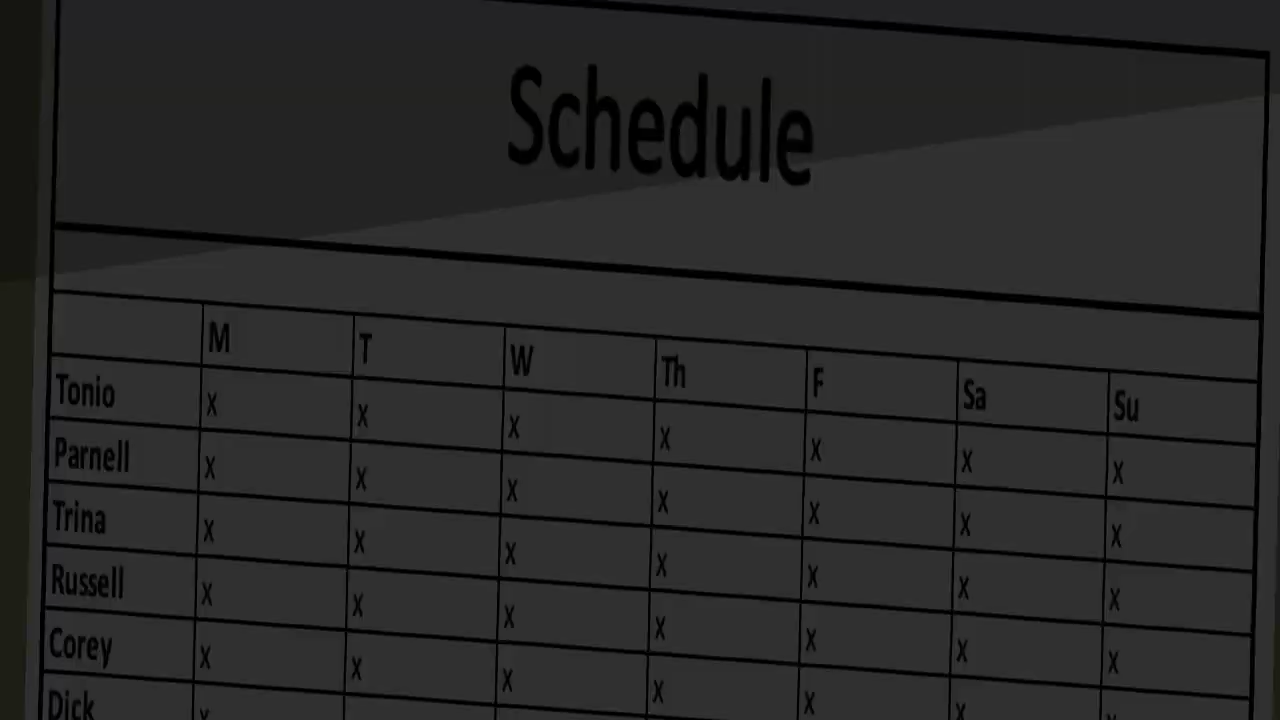 Schedule
M T W Th F Sa Su
Tonio x x x x x x x
Parnell x x x x x x x
Trina x x x x x x x
Russell x x x x x x x
Corey x x x x x x x
Dick x